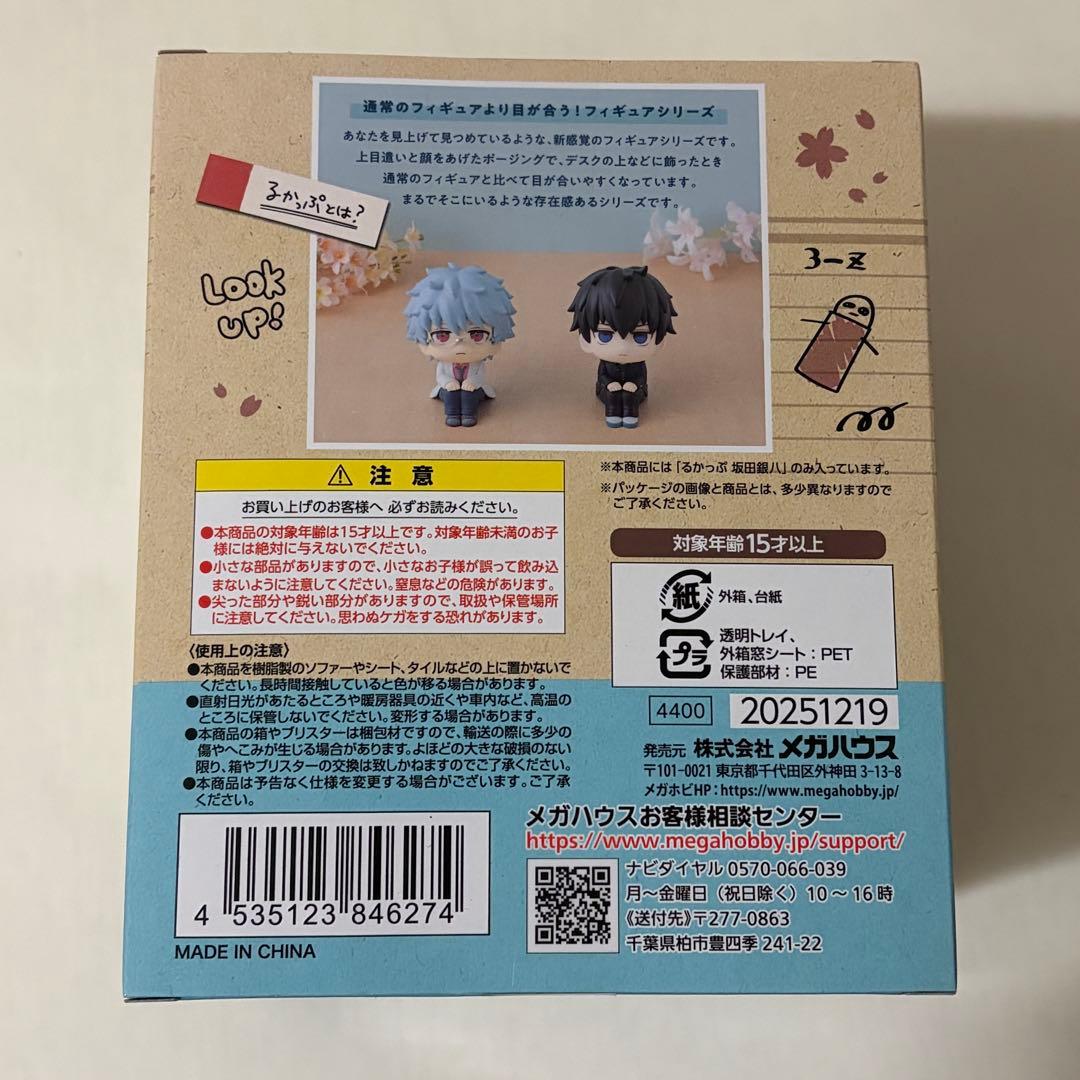 通常のフィギュアより目が合う!フィギュアシリーズ
あなたを見上げて見つめているような、新感覚のフィギュアシリーズです。
上目遣いと顔をあげたポージングで、デスクの上などに飾ったとき
通常のフィギュアと比べて目が合いやすくなっています。
まるでそこにいるような存在感あるシリーズです。
るかっぷとは?
Look
up!
3-Z
※本商品には「るかっぷ 坂田銀八」のみ入っています。
※パッケージの画像と商品とは、多少異なりますので
ご了承ください。
⚠ 注意
お買い上げのお客様へ 必ずお読みください。
●本商品の対象年齢は15才以上です。対象年齢未満のお子
様には絶対に与えないでください。
●小さな部品がありますので、小さなお子様が誤って飲み込
まないように注意してください。窒息などの危険があります。
●尖った部分や鋭い部分がありますので、取扱や保管場所
に注意してください。思わぬケガをする恐れがあります。
〈使用上の注意〉
●本商品を樹脂製のソファーやシート、タイルなどの上に置かないで
ください。長時間接触していると色が移る場合があります。
●直射日光があたるところや暖房器具の近くや車内など、高温の
ところに保管しないでください。変形する場合があります。
●本商品の箱やブリスターは梱包材ですので、輸送の際に多少の
傷やへこみが生じる場合があります。よほどの大きな破損のない
限り、箱やブリスターの交換は致しかねますのでご了承ください。
●本商品は予告なく仕様を変更する場合がございます。ご了承
ください。
対象年齢15才以上
紙 外箱、台紙
プラ 透明トレイ、
外箱窓シート:PET
保護部材:PE
4400 20251219
発売元 株式会社 メガハウス
〒101-0021 東京都千代田区外神田 3-13-8
メガホビHP:https://www.megahobby.jp/
メガハウスお客様相談センター
https://www.megahobby.jp/support/
ナビダイヤル 0570-066-039
月~金曜日(祝日除く)10~16時
《送付先》〒277-0863
千葉県柏市豊四季 241-22
4 535123 846274
MADE IN CHINA